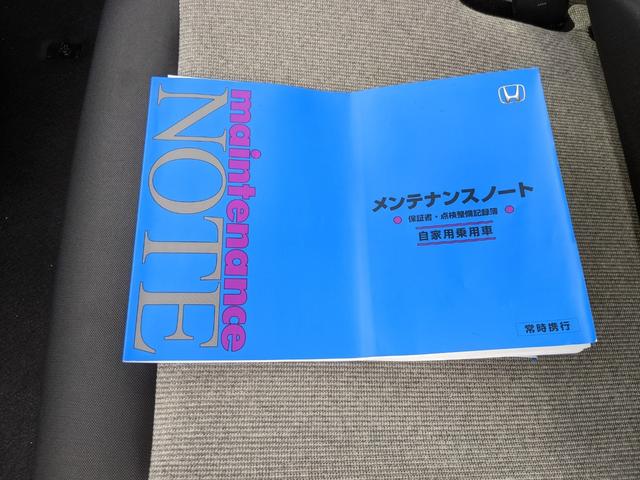 maintenance
NOTE
メンテナンスノート
保証書・点検整備記録簿
自家用乗用車
常時携行